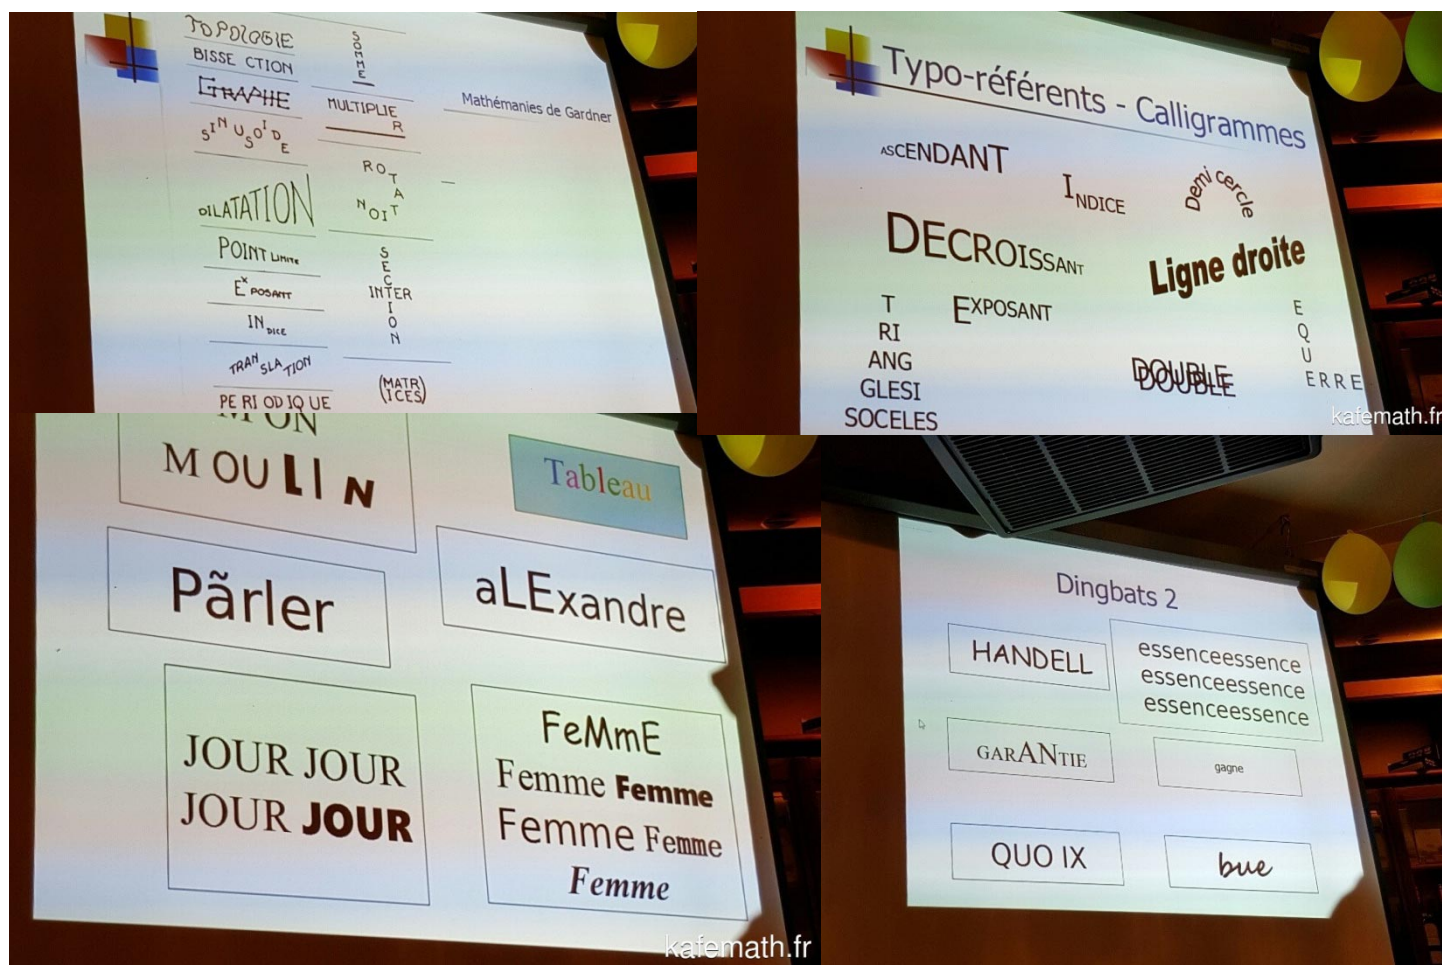 TOPOLOGIE
BISSE CTION
GRAPHE
SINUSOIDE
DILATATION
POINT LIMITE
EXPOSANT
INDICE
TRANSLATION
PE RI OD IQ UE
SOMME
MULTIPLIE
R
ROTATION
SECTION
INTER
(MATR
ICES)
Mathémanies de Gardner
Typo-référents - Calligrammes
ASCENDANT
INDICE
Demi cercle
DECROISSANT
Ligne droite
T
RI
ANG
GLESI
SOCELES
EXPOSANT
DOUBLE
DOUBLE
E
Q
U
ERRE
kafemath.fr
MON
MOULIN
Tableau
Pãrler
aLExandre
JOUR JOUR
JOUR JOUR
FeMmE
Femme Femme
Femme Femme
Femme
kafemath.fr
Dingbats 2
HANDELL
essenceessence
essenceessence
essenceessence
GARANTIE
gagne
QUO IX
bue